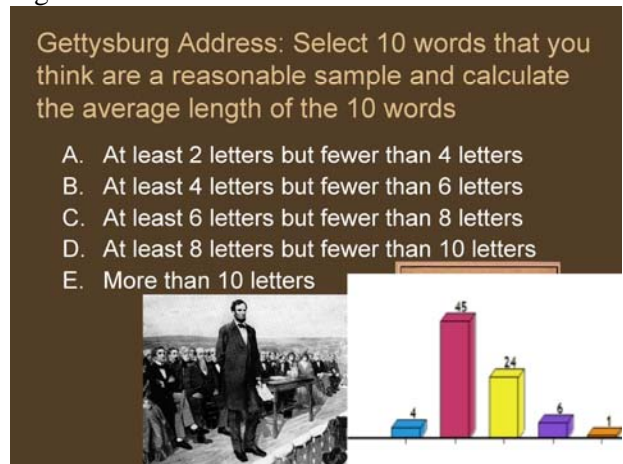 Gettysburg Address: Select 10 words that you
think are a reasonable sample and calculate
the average length of the 10 words
A. At least 2 letters but fewer than 4 letters
B. At least 4 letters but fewer than 6 letters
C. At least 6 letters but fewer than 8 letters
D. At least 8 letters but fewer than 10 letters
E. More than 10 letters
4 45 24 6 1